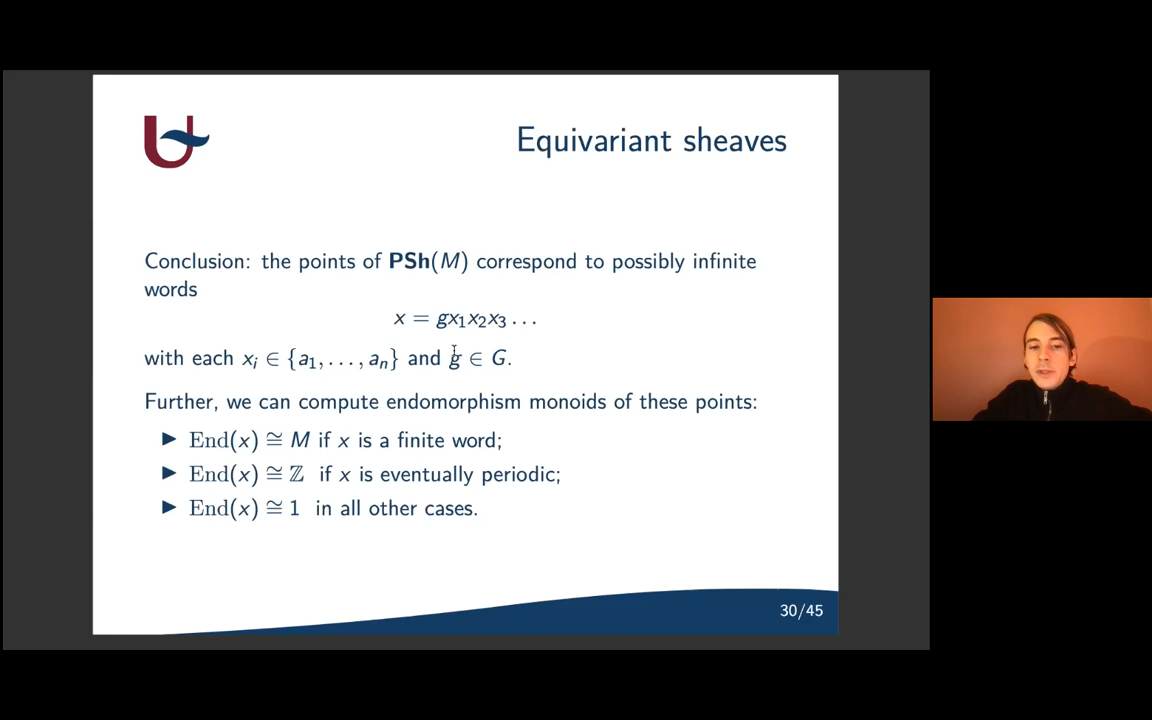 Equivariant sheaves
Conclusion: the points of PSh(M) correspond to possibly infinite
words
x = gx₁x₂x₃ . . .
with each xᵢ ∈ {a₁, . . . , aₙ} and g ∈ G.
Further, we can compute endomorphism monoids of these points:
▶ End(x) ≅ M if x is a finite word;
▶ End(x) ≅ ℤ if x is eventually periodic;
▶ End(x) ≅ 1 in all other cases.
30/45